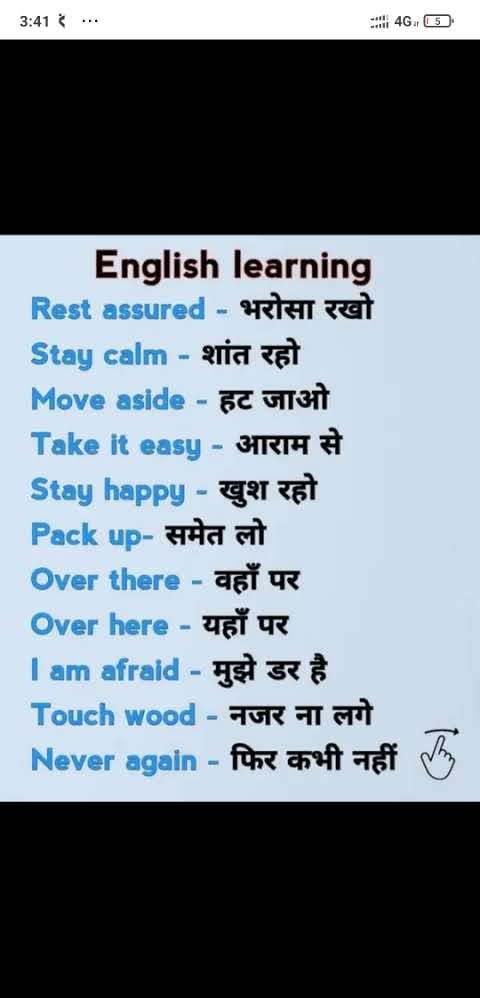 3:41 ...
4G 5
English learning
Rest assured - भरोसा रखो
Stay calm - शांत रहो
Move aside - हट जाओ
Take it easy - आराम से
Stay happy - खुश रहो
Pack up- समेत लो
Over there - वहाँ पर
Over here - यहाँ पर
I am afraid - मुझे डर है
Touch wood - नजर ना लगे
Never again - फिर कभी नहीं